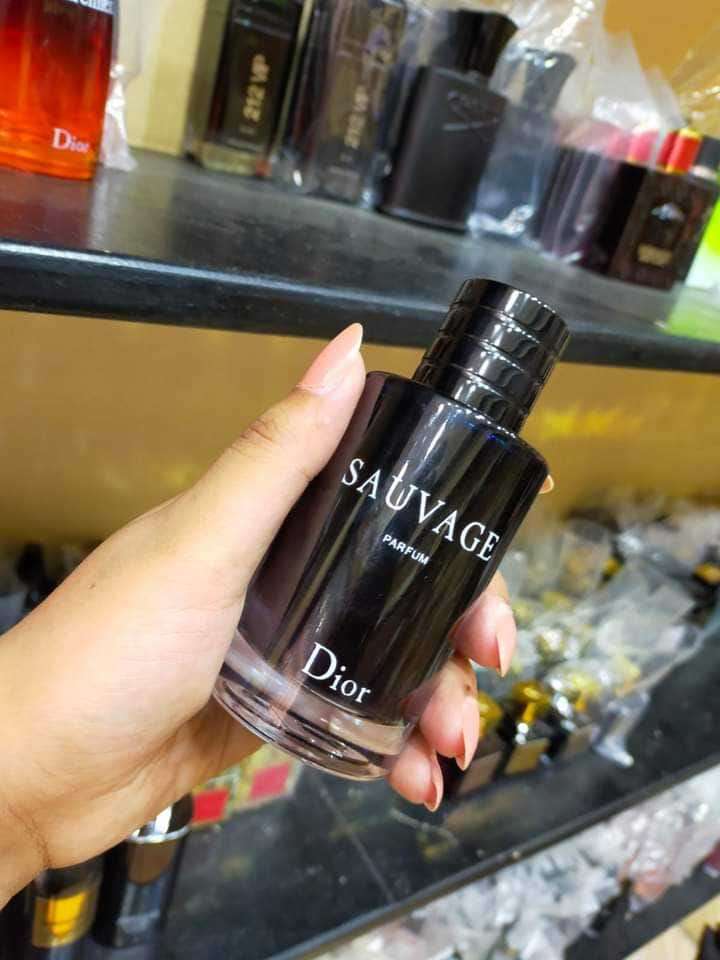 Dior
212 VIP
212 VIP
SAUVAGE
PARFUM
Dior